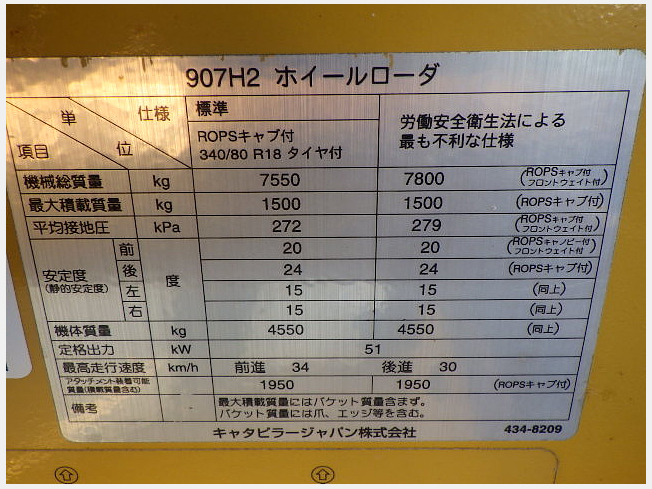 907H2 ホイールローダ
単 仕様 標準 労働安全衛生法による
最も不利な仕様
項目 位 ROPSキャブ付
340/80 R18 タイヤ付
機械総質量 kg 7550 7800 (ROPSキャブ付
フロントウェイト付)
最大積載質量 kg 1500 1500 (ROPSキャブ付)
平均接地圧 kPa 272 279 (ROPSキャブ付
フロントウェイト付)
安定度
(静的安定度) 度
前 20 20 (ROPSキャノピー付
フロントウェイト付)
後 24 24 (ROPSキャブ付)
左 15 15 (同上)
右 15 15 (同上)
機体質量 kg 4550 4550 (同上)
定格出力 kW 51
最高走行速度 km/h 前進 34 後進 30
アタッチメント装着可能
質量(積載質量含む) 1950 1950 (ROPSキャブ付)
備考 最大積載質量にはバケット質量含まず。
バケット質量には爪、エッジ等を含む。
キャタピラージャパン株式会社 434-8209